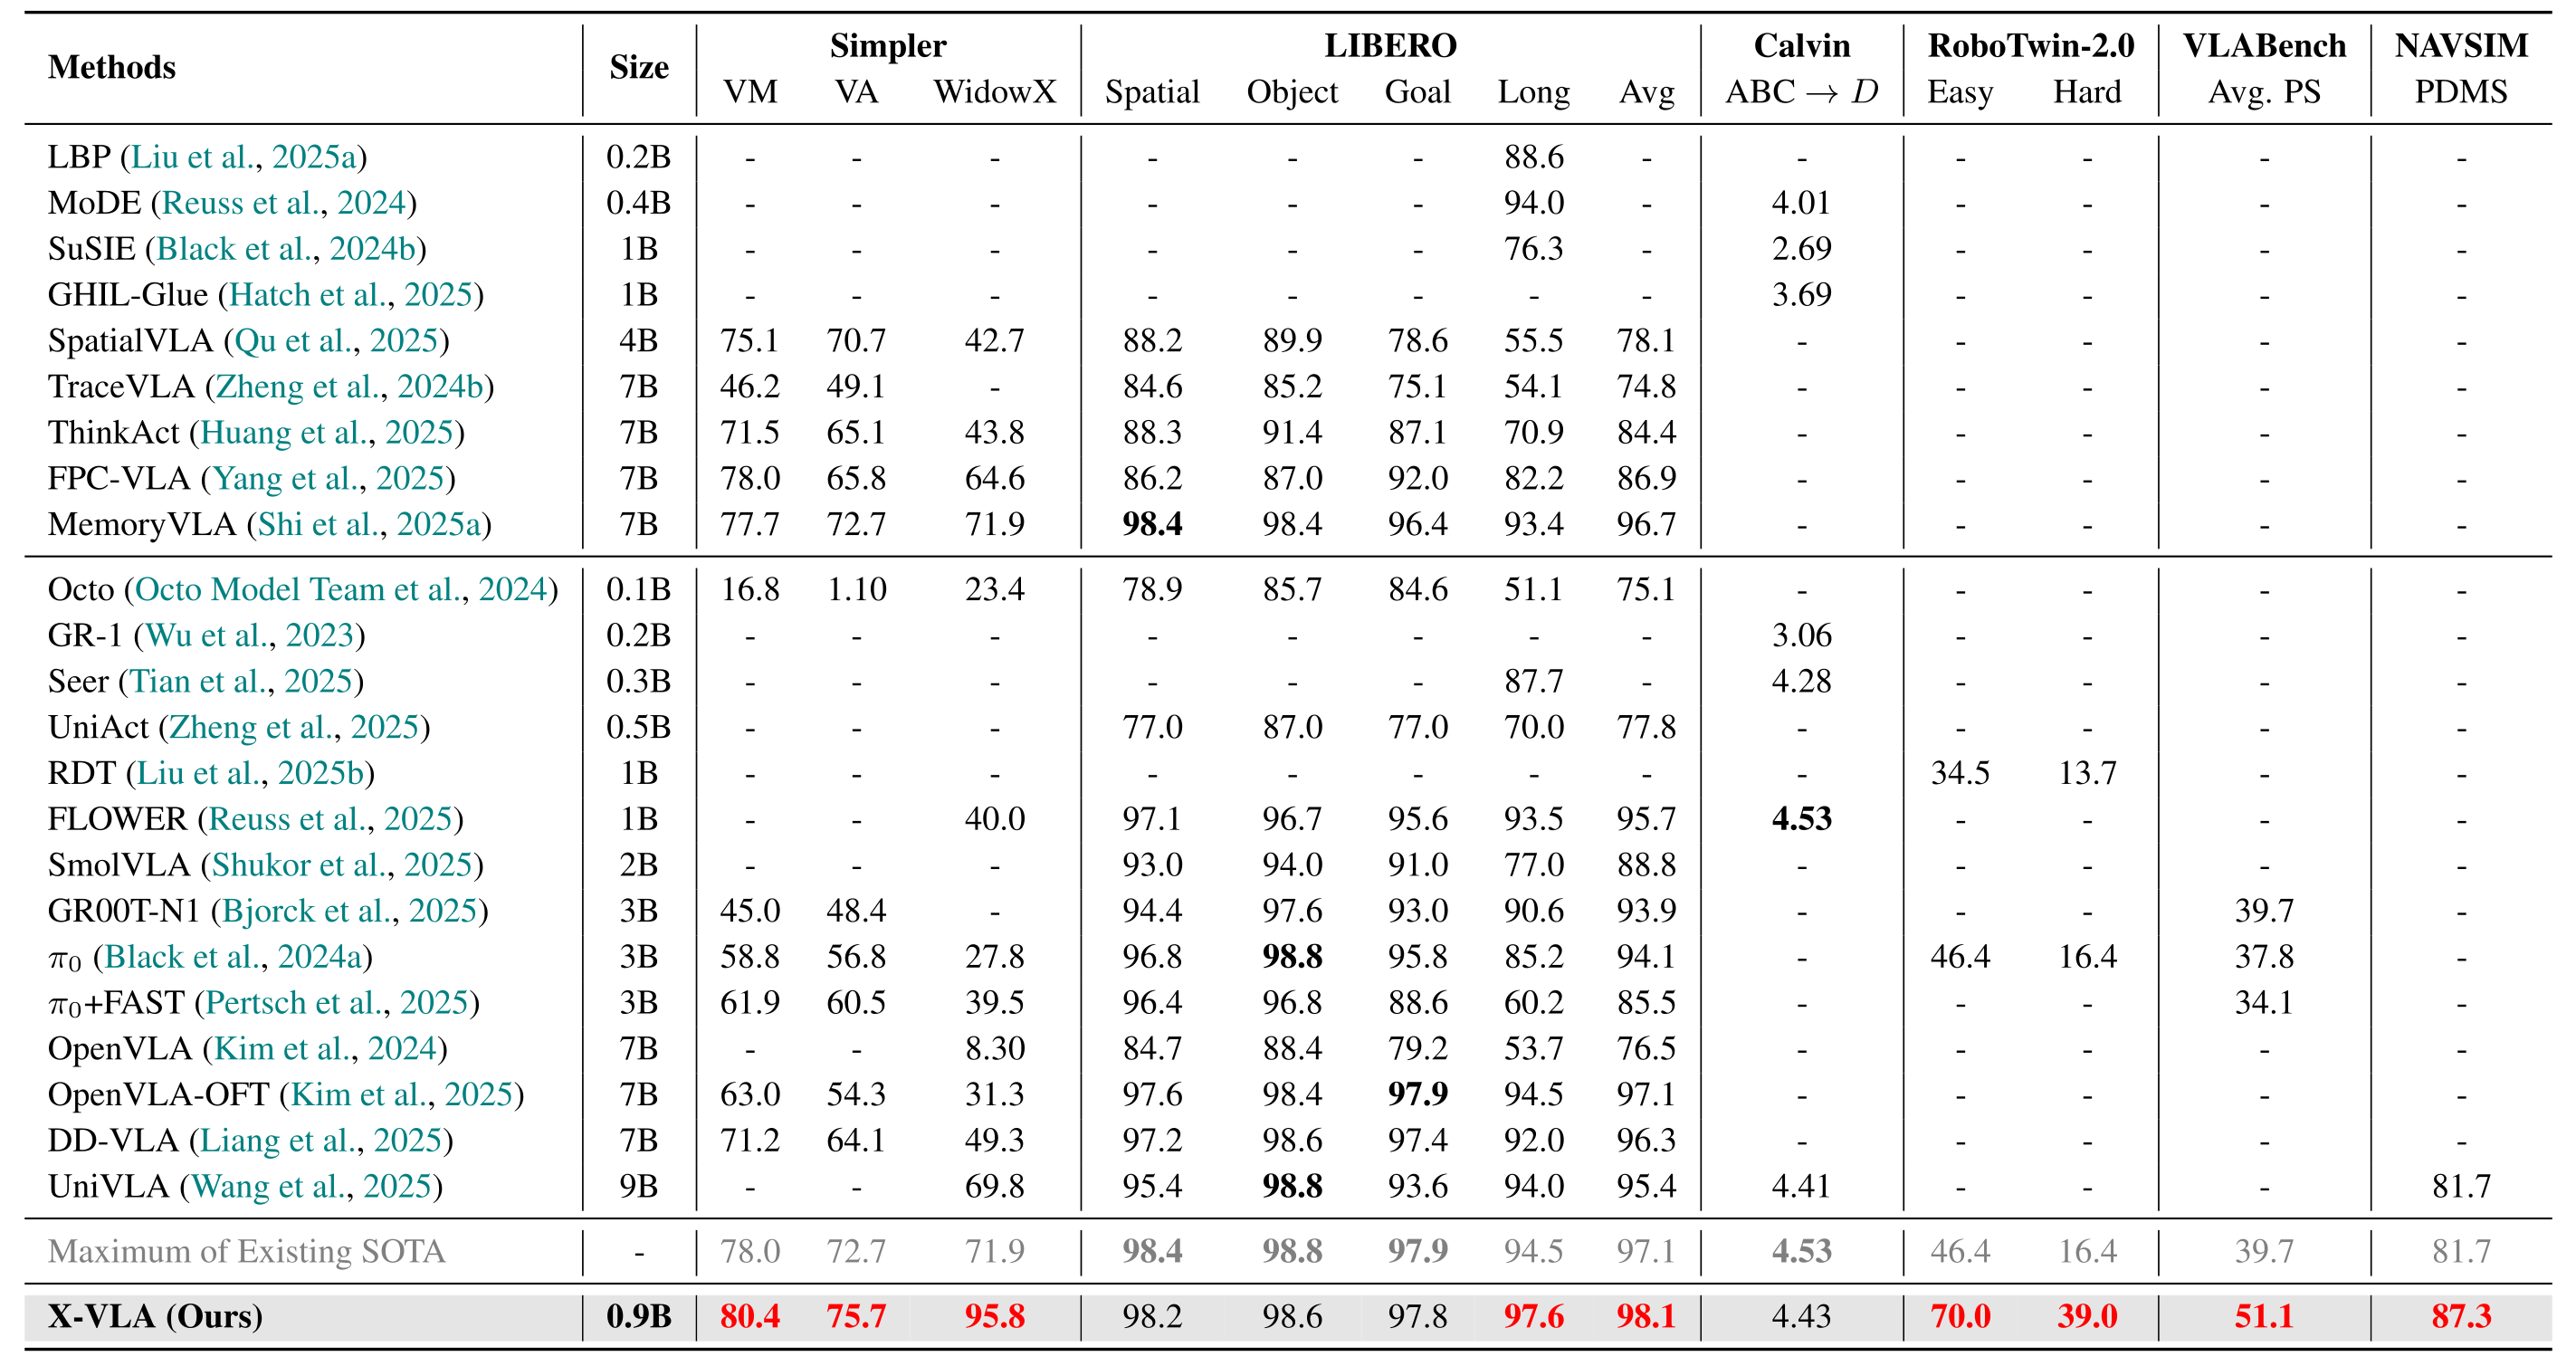 Methods Size Simpler LIBERO Calvin RoboTwin-2.0 VLABench NAVSIM
VM VA WidowX Spatial Object Goal Long Avg ABC → D Easy Hard Avg. PS PDMS
LBP (Liu et al., 2025a) 0.2B - - - - - - 88.6 - - - - - -
MoDE (Reuss et al., 2024) 0.4B - - - - - - 94.0 - 4.01 - - - -
SuSIE (Black et al., 2024b) 1B - - - - - - 76.3 - 2.69 - - - -
GHIL-Glue (Hatch et al., 2025) 1B - - - - - - - - 3.69 - - - -
SpatialVLA (Qu et al., 2025) 4B 75.1 70.7 42.7 88.2 89.9 78.6 55.5 78.1 - - - - -
TraceVLA (Zheng et al., 2024b) 7B 46.2 49.1 - 84.6 85.2 75.1 54.1 74.8 - - - - -
ThinkAct (Huang et al., 2025) 7B 71.5 65.1 43.8 88.3 91.4 87.1 70.9 84.4 - - - - -
FPC-VLA (Yang et al., 2025) 7B 78.0 65.8 64.6 86.2 87.0 92.0 82.2 86.9 - - - - -
MemoryVLA (Shi et al., 2025a) 7B 77.7 72.7 71.9 98.4 98.4 96.4 93.4 96.7 - - - - -
Octo (Octo Model Team et al., 2024) 0.1B 16.8 1.10 23.4 78.9 85.7 84.6 51.1 75.1 - - - - -
GR-1 (Wu et al., 2023) 0.2B - - - - - - - - 3.06 - - - -
Seer (Tian et al., 2025) 0.3B - - - - - - 87.7 - 4.28 - - - -
UniAct (Zheng et al., 2025) 0.5B - - - 77.0 87.0 77.0 70.0 77.8 - - - - -
RDT (Liu et al., 2025b) 1B - - - - - - - - - 34.5 13.7 - -
FLOWER (Reuss et al., 2025) 1B - - 40.0 97.1 96.7 95.6 93.5 95.7 4.53 - - - -
SmolVLA (Shukor et al., 2025) 2B - - - 93.0 94.0 91.0 77.0 88.8 - - - - -
GR00T-N1 (Bjorck et al., 2025) 3B 45.0 48.4 - 94.4 97.6 93.0 90.6 93.9 - - - 39.7 -
π₀ (Black et al., 2024a) 3B 58.8 56.8 27.8 96.8 98.8 95.8 85.2 94.1 - 46.4 16.4 37.8 -
π₀+FAST (Pertsch et al., 2025) 3B 61.9 60.5 39.5 96.4 96.8 88.6 60.2 85.5 - - - 34.1 -
OpenVLA (Kim et al., 2024) 7B - - 8.30 84.7 88.4 79.2 53.7 76.5 - - - - -
OpenVLA-OFT (Kim et al., 2025) 7B 63.0 54.3 31.3 97.6 98.4 97.9 94.5 97.1 - - - - -
DD-VLA (Liang et al., 2025) 7B 71.2 64.1 49.3 97.2 98.6 97.4 92.0 96.3 - - - - -
UniVLA (Wang et al., 2025) 9B - - 69.8 95.4 98.8 93.6 94.0 95.4 4.41 - - - 81.7
Maximum of Existing SOTA - 78.0 72.7 71.9 98.4 98.8 97.9 94.5 97.1 4.53 46.4 16.4 39.7 81.7
X-VLA (Ours) 0.9B 80.4 75.7 95.8 98.2 98.6 97.8 97.6 98.1 4.43 70.0 39.0 51.1 87.3